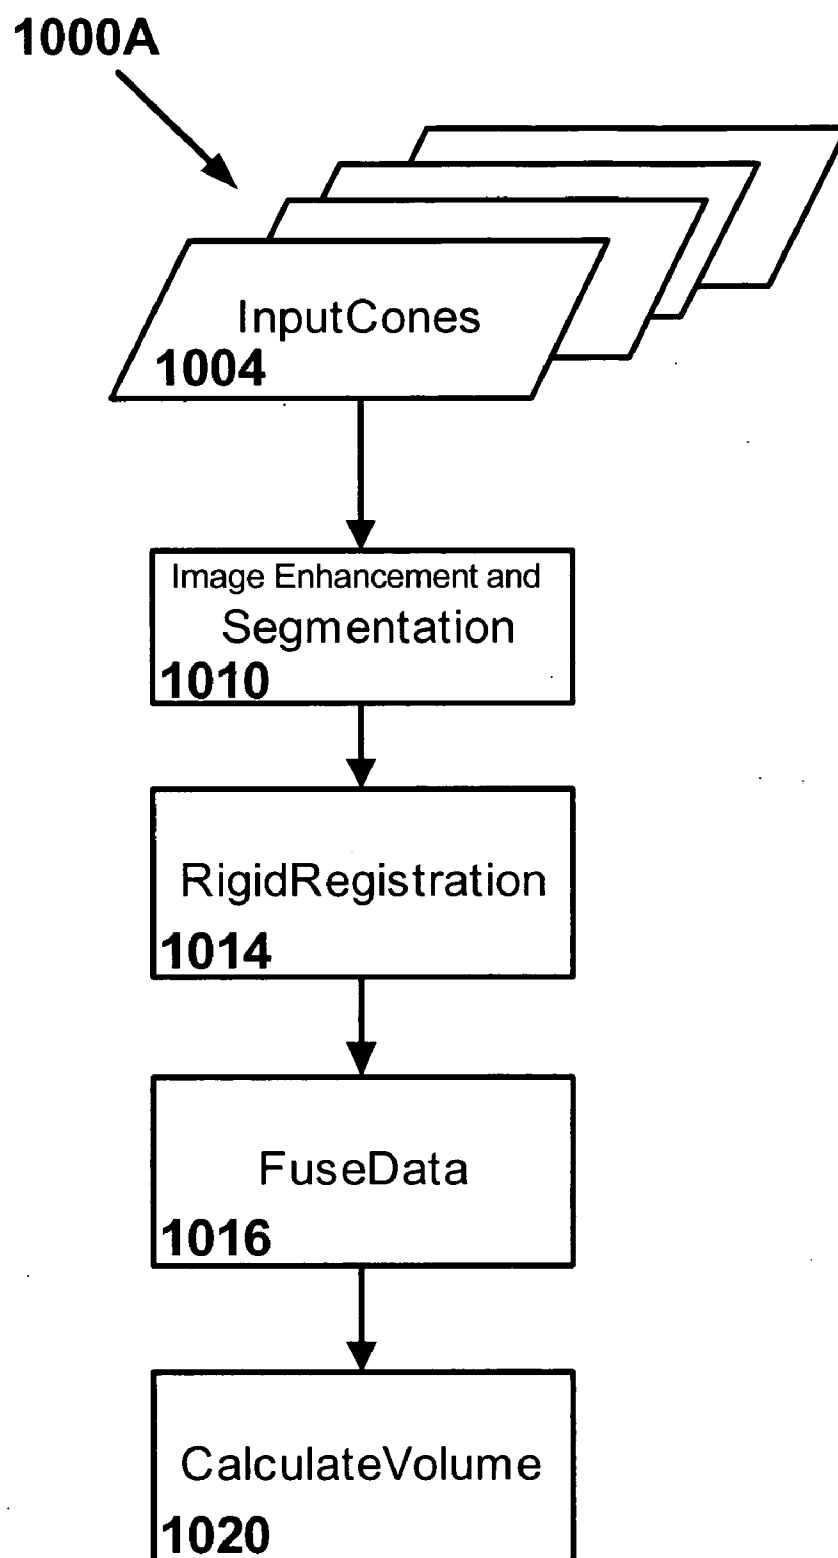 1000A
InputCones
1004
Image Enhancement and
Segmentation
1010
RigidRegistration
1014
FuseData
1016
CalculateVolume
1020